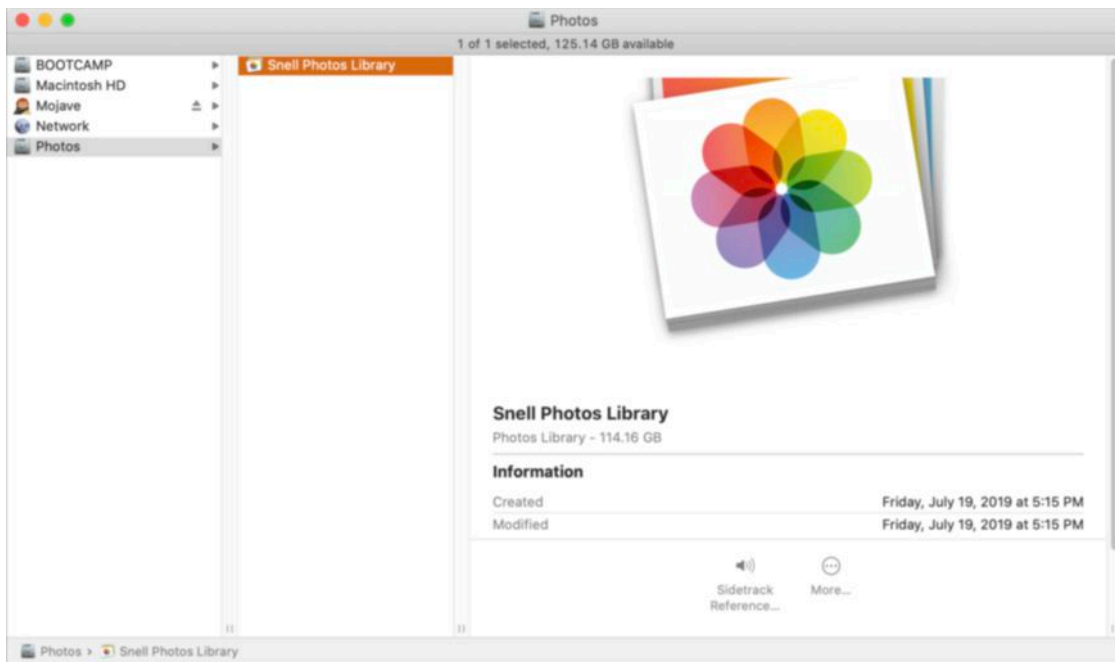 Photos
1 of 1 selected, 125.14 GB available
BOOTCAMP
Macintosh HD
Mojave
Network
Photos
Snell Photos Library
Snell Photos Library
Photos Library - 114.16 GB
Information
Created Friday, July 19, 2019 at 5:15 PM
Modified Friday, July 19, 2019 at 5:15 PM
Sidetrack
Reference...
More...
Photos › Snell Photos Library